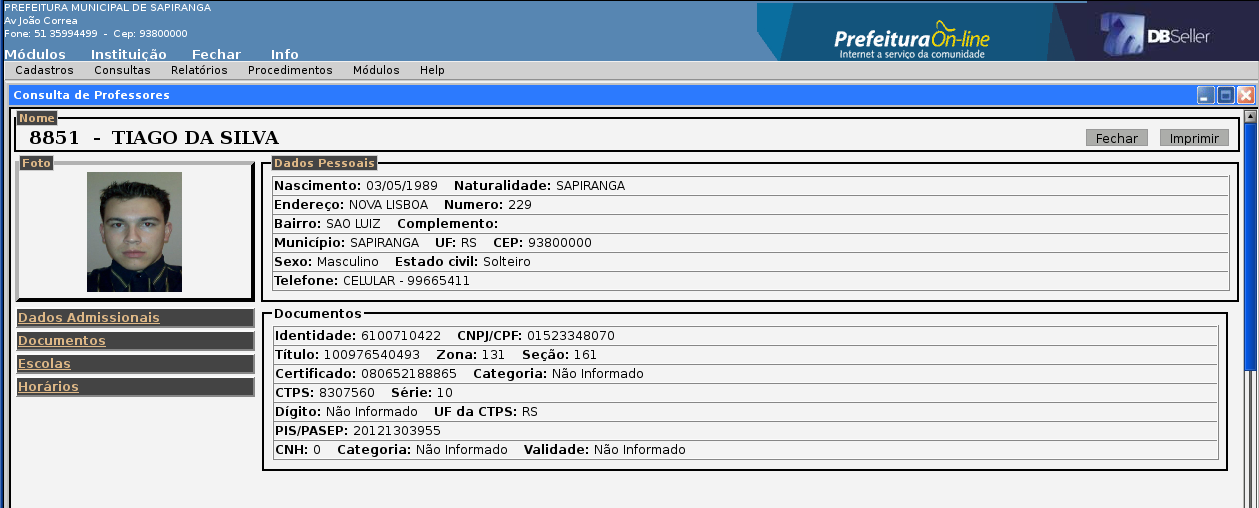 PREFEITURA MUNICIPAL DE SAPIRANGA
Av João Correa
Fone: 51 35994499 - Cep: 93800000
Prefeitura On-line
Internet a serviço da comunidade
DBSeller
Módulos Instituição Fechar Info
Cadastros Consultas Relatórios Procedimentos Módulos Help
Consulta de Professores
Nome
8851 - TIAGO DA SILVA
Fechar Imprimir
Foto
Dados Admissionais
Documentos
Escolas
Horários
Dados Pessoais
Nascimento: 03/05/1989 Naturalidade: SAPIRANGA
Endereço: NOVA LISBOA Numero: 229
Bairro: SAO LUIZ Complemento:
Município: SAPIRANGA UF: RS CEP: 93800000
Sexo: Masculino Estado civil: Solteiro
Telefone: CELULAR - 99665411
Documentos
Identidade: 6100710422 CNPJ/CPF: 01523348070
Título: 100976540493 Zona: 131 Seção: 161
Certificado: 080652188865 Categoria: Não Informado
CTPS: 8307560 Série: 10
Dígito: Não Informado UF da CTPS: RS
PIS/PASEP: 20121303955
CNH: 0 Categoria: Não Informado Validade: Não Informado